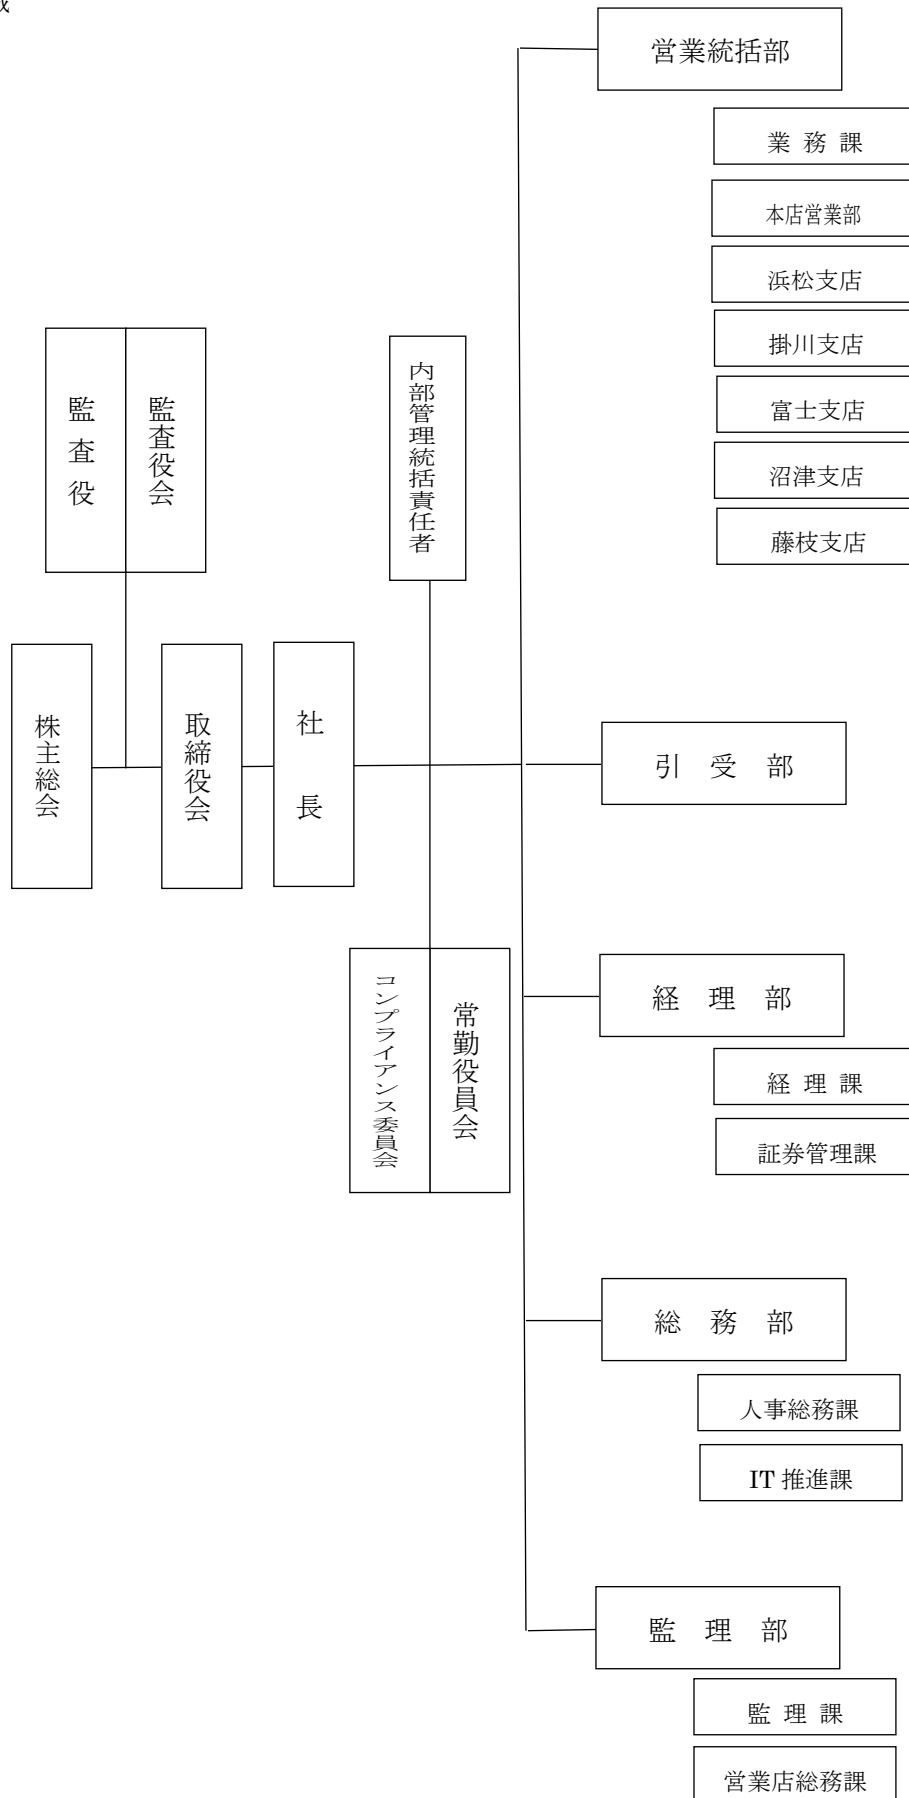 営業統括部
業 務 課
本店営業部
浜松支店
掛川支店
富士支店
沼津支店
藤枝支店
監 査 役
監査役会
内部管理統括責任者
株主総会
取締役会
社 長
引 受 部
経 理 部
経 理 課
証券管理課
コンプライアンス委員会
常勤役員会
総 務 部
人事総務課
IT 推進課
監 理 部
監 理 課
営業店総務課